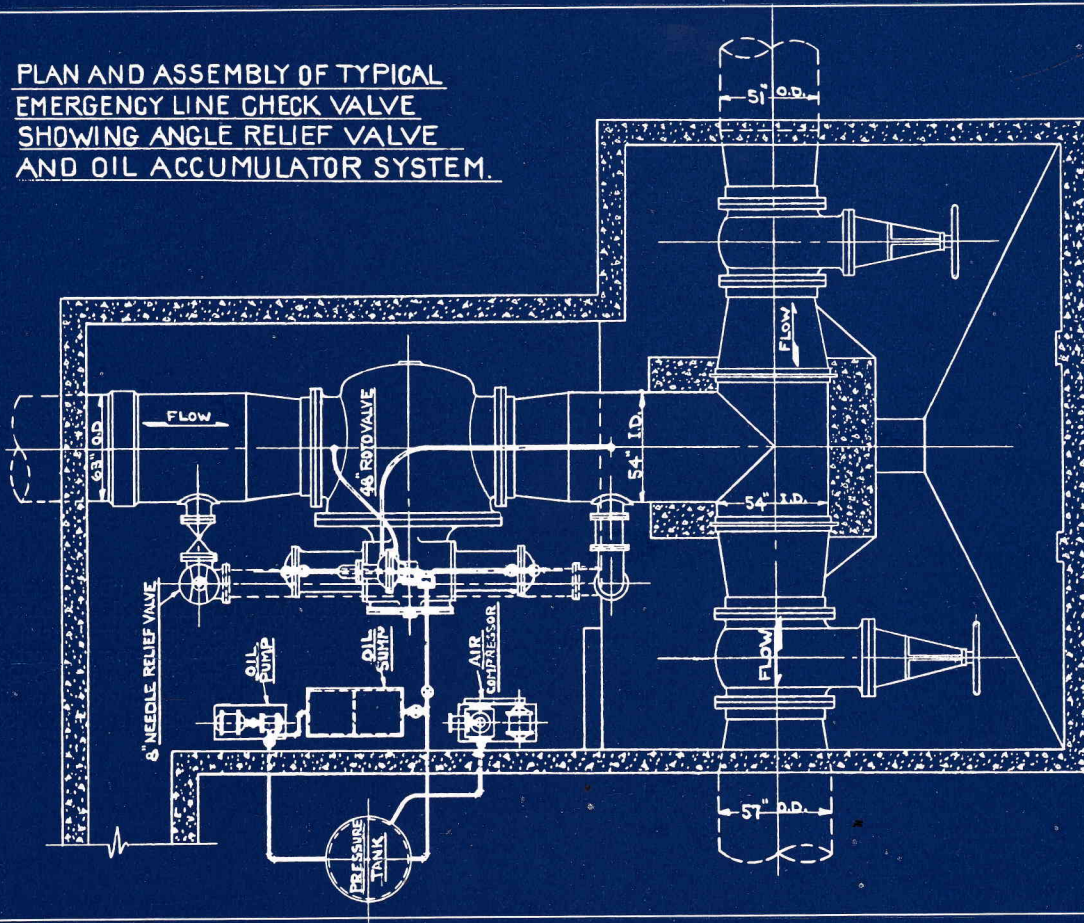 PLAN AND ASSEMBLY OF TYPICAL
EMERGENCY LINE CHECK VALVE
SHOWING ANGLE RELIEF VALVE
AND OIL ACCUMULATOR SYSTEM.
51" O.D.
FLOW
FLOW
63" O.D
48" ROTOVALVE
54" I.D.
54" I.D.
8" NEEDLE RELIEF VALVE
OIL
PUMP
OIL
SUMN
AIR
COMPRESSOR
FLOW
PRESSURE
TANK
57" O.D.